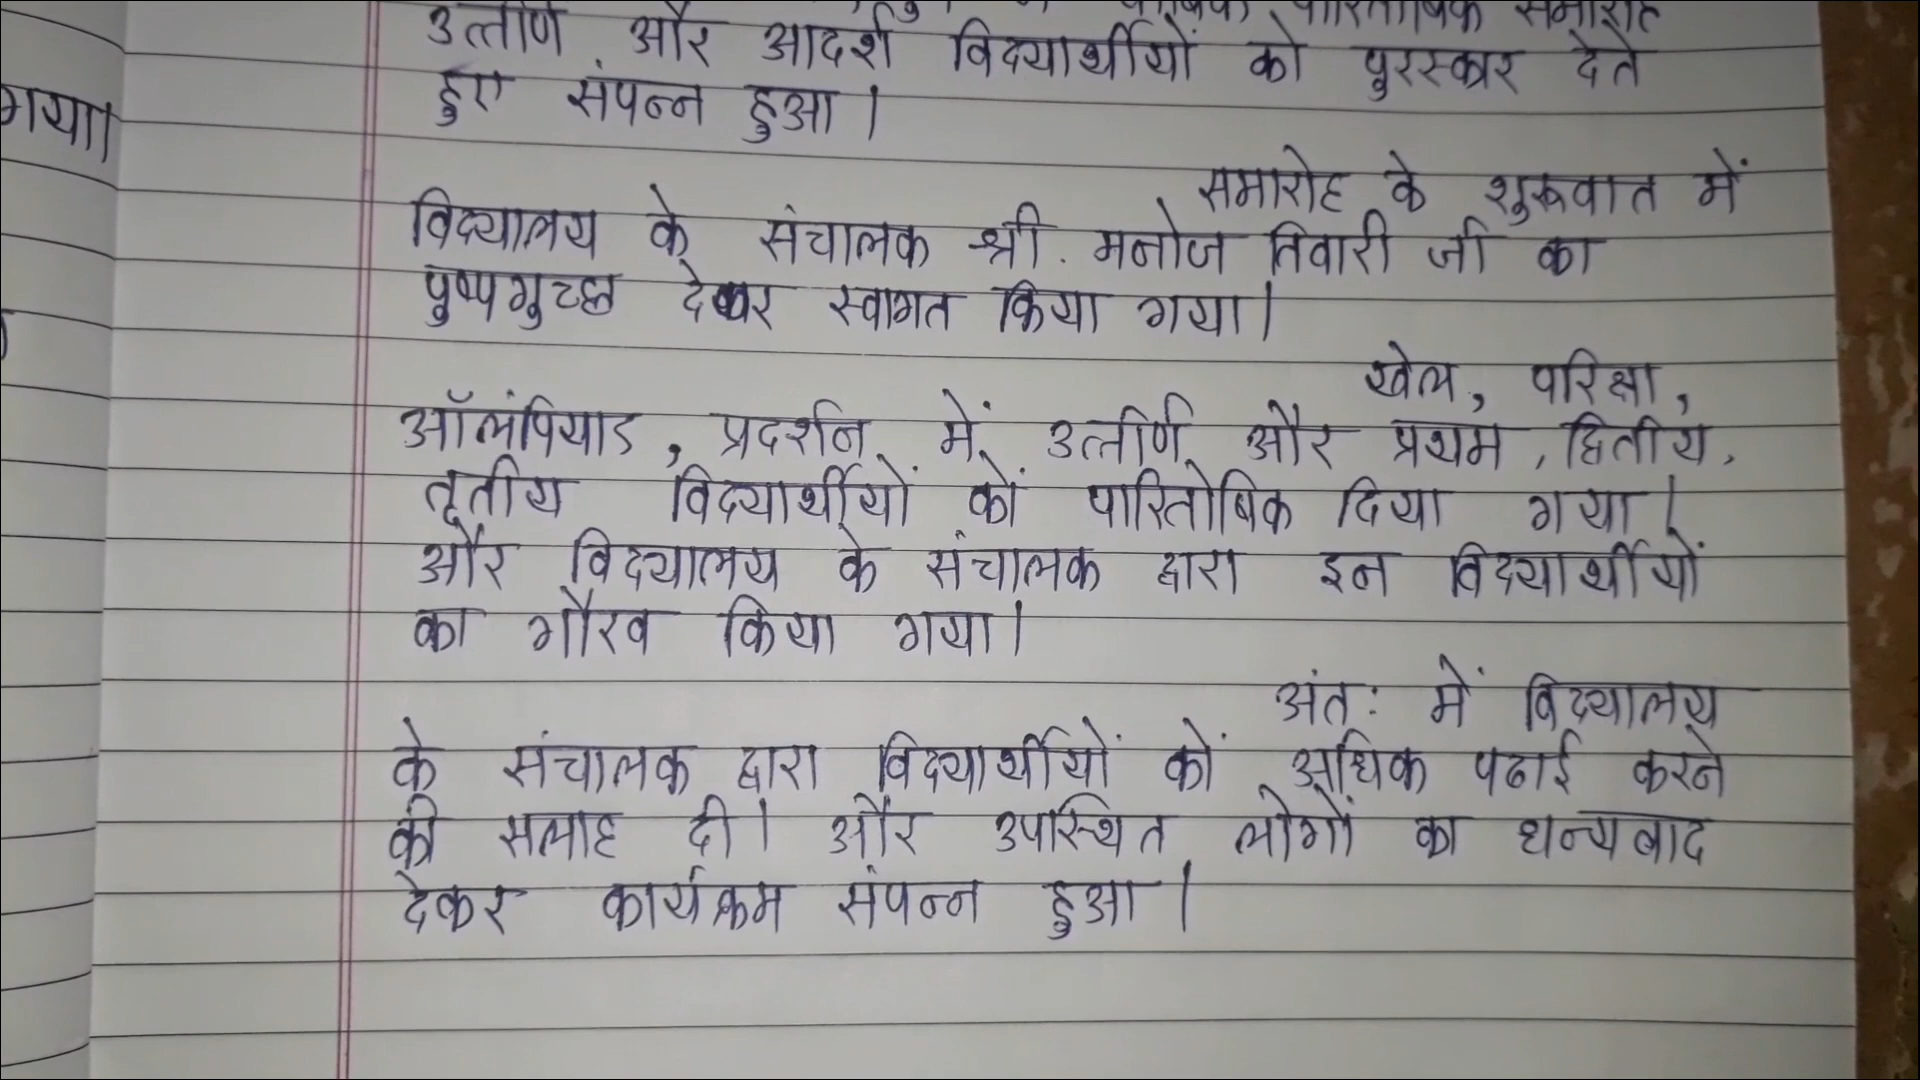 पारितोषिक समारोह
उत्तीर्ण और आदर्श विद्यार्थीयों को पुरस्कार देते
हुए संपन्न हुआ।
गया।
समारोह के शुरूवात में
विद्यालय के संचालक श्री. मनोज तिवारी जी का
पुष्पगुच्छ देकर स्वागत किया गया।
खेल, परिक्षा,
ऑलंपियाड, प्रदर्शन में उत्तीर्ण और प्रथम, द्वितीय,
तृतीय विद्यार्थीयों कों पारितोषिक दिया गया।
और विद्यालय के संचालक द्वारा इन विद्यार्थीयों
का गौरव किया गया।
अंत: में विद्यालय
के संचालक द्वारा विद्यार्थीयों कों अधिक पढाई करने
की सलाह दी। और उपस्थित लोगों का धन्यवाद
देकर कार्यक्रम संपन्न हुआ।